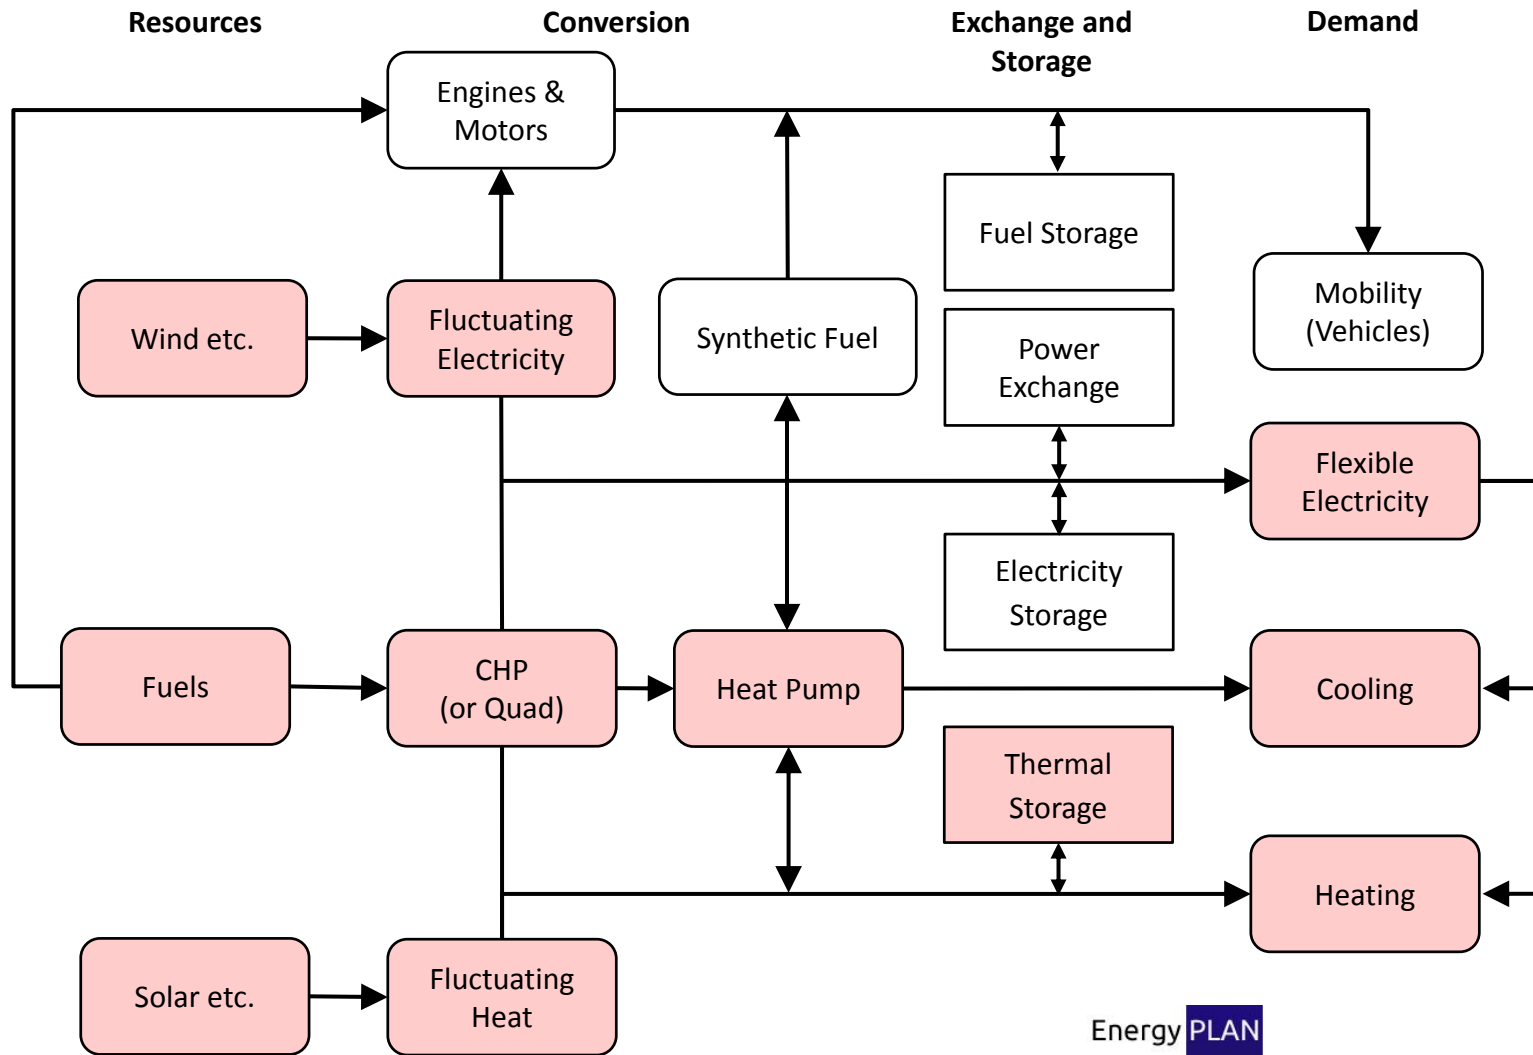 Resources
Conversion
Exchange and
Storage
Demand
Engines &
Motors
Fuel Storage
Wind etc.
Fluctuating
Electricity
Synthetic Fuel
Power
Exchange
Mobility
(Vehicles)
Flexible
Electricity
Electricity
Storage
Fuels
CHP
(or Quad)
Heat Pump
Cooling
Thermal
Storage
Heating
Solar etc.
Fluctuating
Heat
Energy PLAN